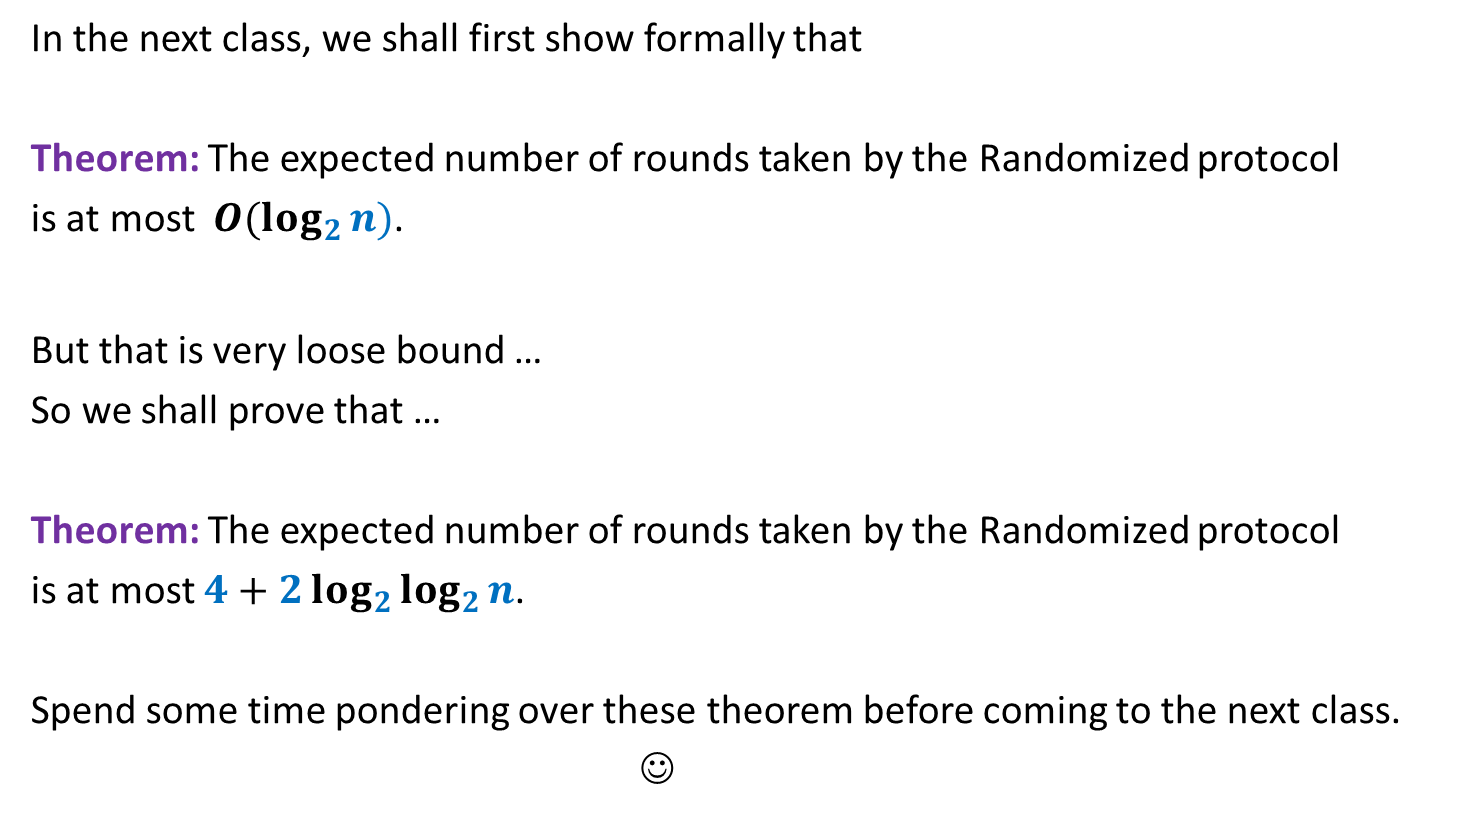 In the next class, we shall first show formally that
Theorem: The expected number of rounds taken by the Randomized protocol
is at most O(log₂ n).
But that is very loose bound ...
So we shall prove that ...
Theorem: The expected number of rounds taken by the Randomized protocol
is at most 4 + 2 log₂ log₂ n.
Spend some time pondering over these theorem before coming to the next class.
☺